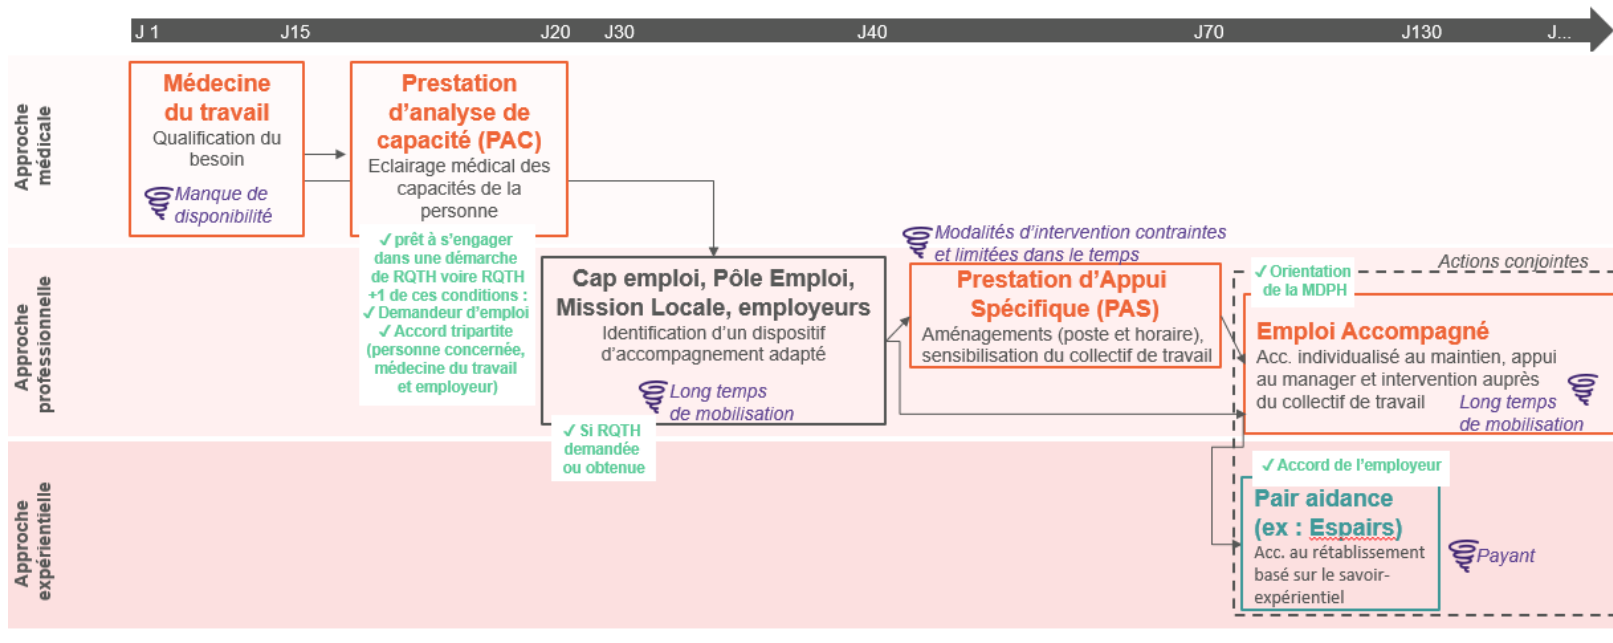 J 1 J15 J20 J30 J40 J70 J130 J...
Approche
médicale
Médecine
du travail
Qualification du
besoin
Manque de
disponibilité
Prestation
d'analyse de
capacité (PAC)
Eclairage médical des
capacités de la
personne
✓ prêt à s'engager
dans une démarche
de RQTH voire RQTH
+1 de ces conditions :
✓ Demandeur d'emploi
✓ Accord tripartite
(personne concernée,
médecine du travail
et employeur)
Approche
professionnelle
Cap emploi, Pôle Emploi,
Mission Locale, employeurs
Identification d'un dispositif
d'accompagnement adapté
Long temps
de mobilisation
✓ Si RQTH
demandée
ou obtenue
Modalités d'intervention contraintes
et limitées dans le temps
Prestation d'Appui
Spécifique (PAS)
Aménagements (poste et horaire),
sensibilisation du collectif de travail
Actions conjointes
✓ Orientation
de la MDPH
Emploi Accompagné
Acc. individualisé au maintien, appui
au manager et intervention auprès
du collectif de travail
Long temps
de mobilisation
Approche
expérientielle
✓ Accord de l'employeur
Pair aidance
(ex : Espairs)
Acc. au rétablissement
basé sur le savoir-
expérientiel
Payant